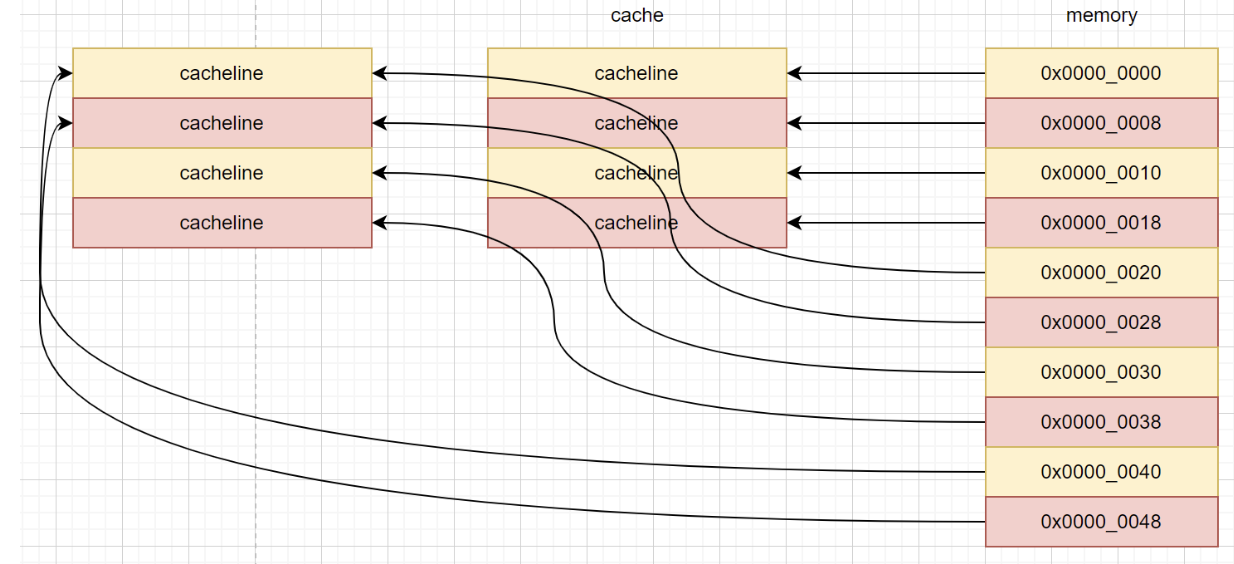 cache memory
cacheline cacheline 0x0000_0000
cacheline cacheline 0x0000_0008
cacheline cacheline 0x0000_0010
cacheline cacheline 0x0000_0018
0x0000_0020
0x0000_0028
0x0000_0030
0x0000_0038
0x0000_0040
0x0000_0048